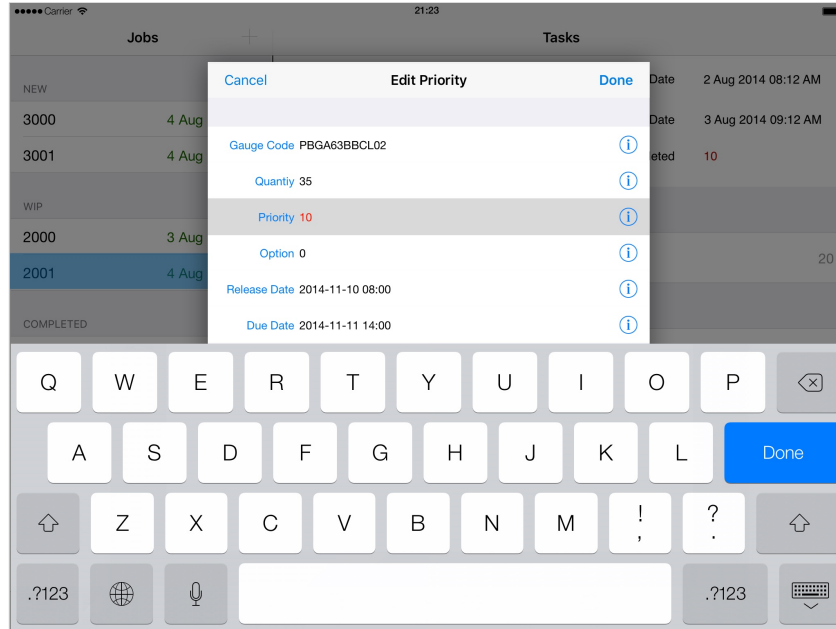 Carrier 21:23
Jobs Tasks
Cancel Edit Priority Done
NEW Date 2 Aug 2014 08:12 AM
3000 4 Aug Date 3 Aug 2014 09:12 AM
Gauge Code PBGA63BBCL02
3001 4 Aug eted 10
Quantiy 35
WIP
Priority 10
2000 3 Aug
Option 0 20
2001 4 Aug
Release Date 2014-11-10 08:00
COMPLETED
Due Date 2014-11-11 14:00
Q W E R T Y U I O P
A S D F G H J K L Done
Z X C V B N M ! , ? .
.?123 .?123